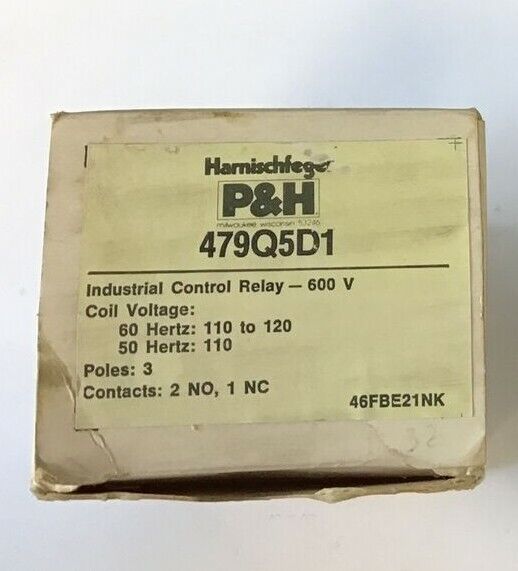 Harnischfeger
P&H
milwaukee wisconsin 53246
479Q5D1
Industrial Control Relay — 600 V
Coil Voltage:
60 Hertz: 110 to 120
50 Hertz: 110
Poles: 3
Contacts: 2 NO, 1 NC
46FBE21NK
32